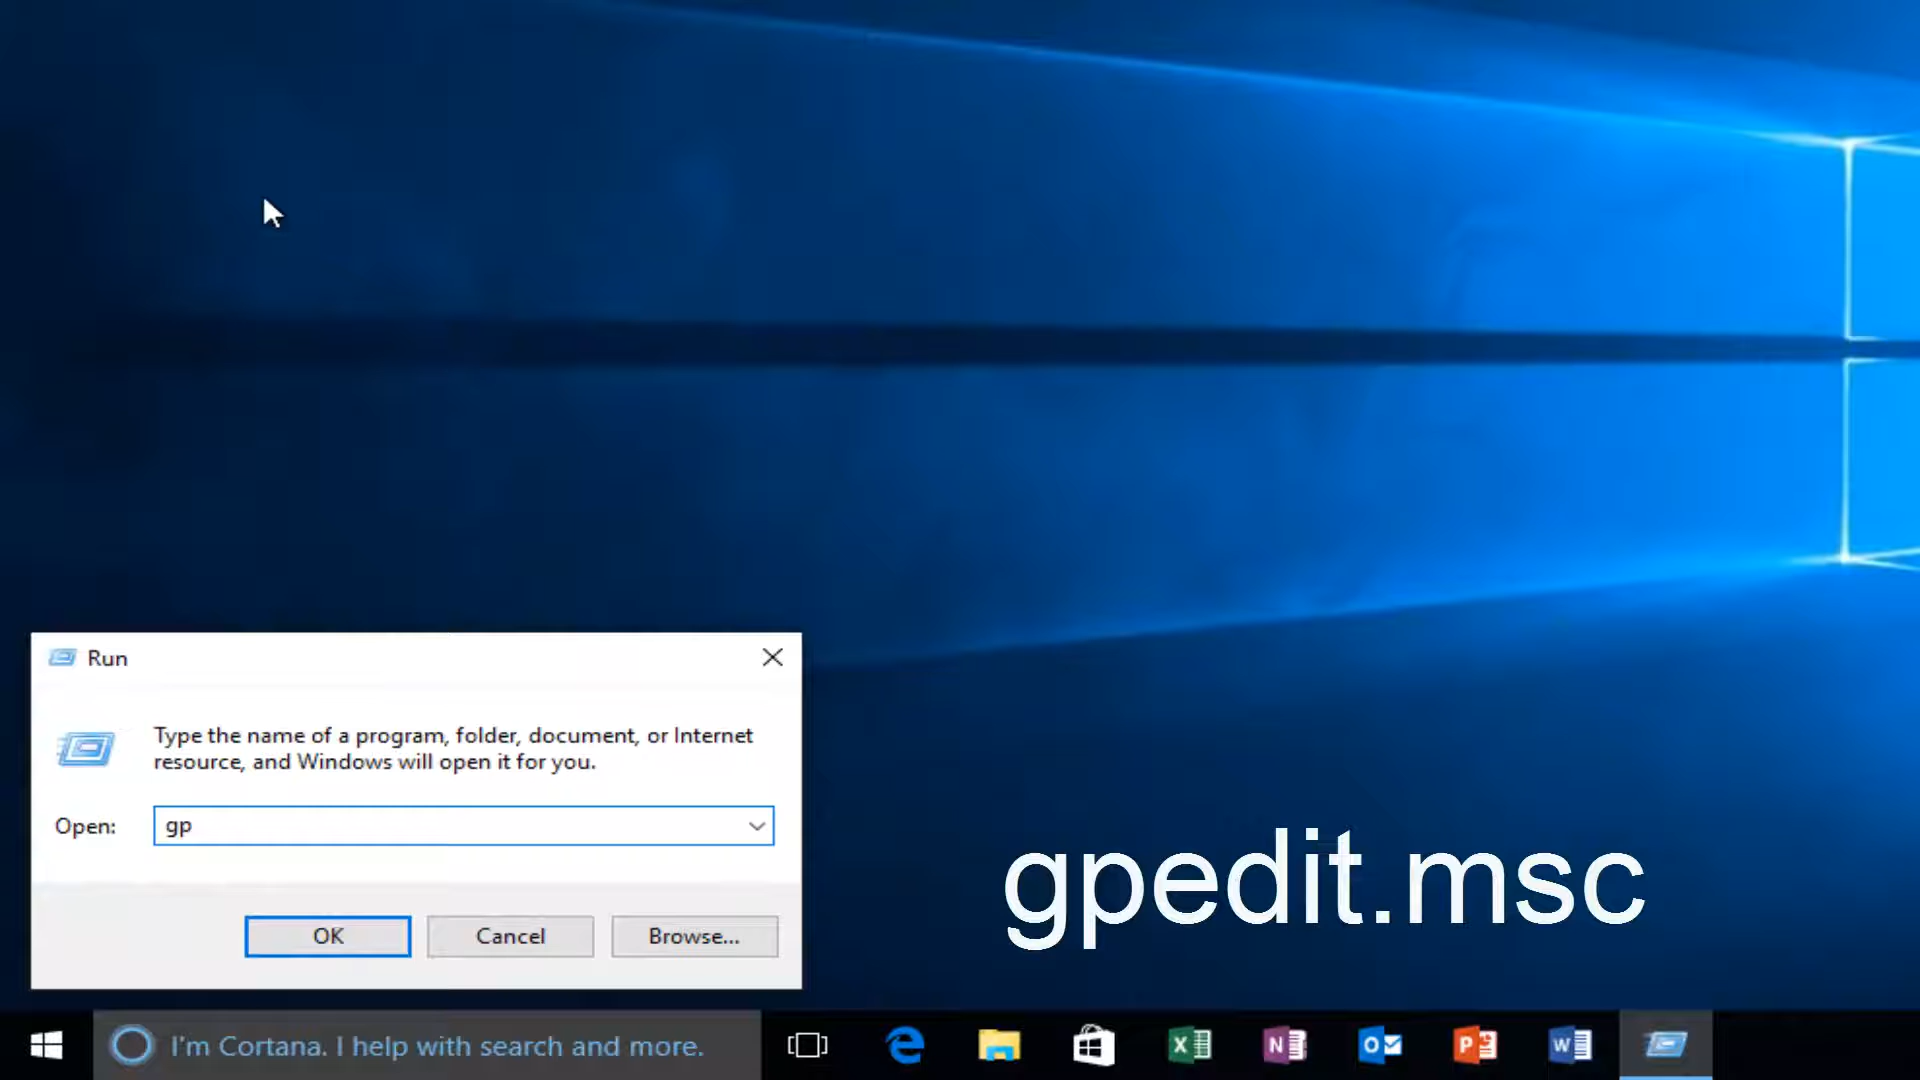 Run
Type the name of a program, folder, document, or Internet
resource, and Windows will open it for you.
Open: gp
OK Cancel Browse...
gpedit.msc
I'm Cortana. I help with search and more.
X N O P W